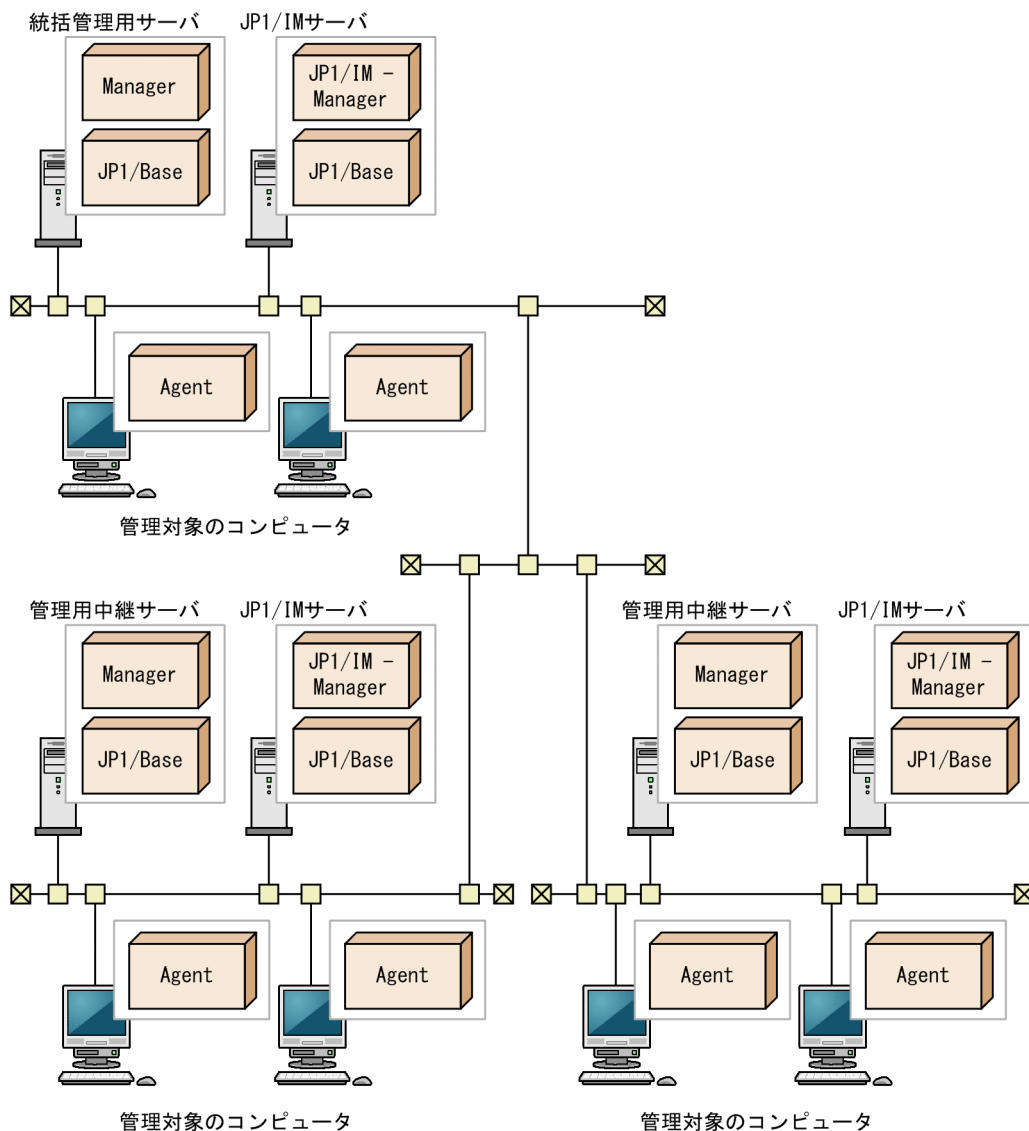 統括管理用サーバ
JP1/IMサーバ
Manager
JP1/Base
JP1/IM －
Manager
JP1/Base
Agent
Agent
管理対象のコンピュータ
管理用中継サーバ
JP1/IMサーバ
Manager
JP1/Base
JP1/IM －
Manager
JP1/Base
Agent
Agent
管理対象のコンピュータ
管理用中継サーバ
JP1/IMサーバ
Manager
JP1/Base
JP1/IM －
Manager
JP1/Base
Agent
Agent
管理対象のコンピュータ